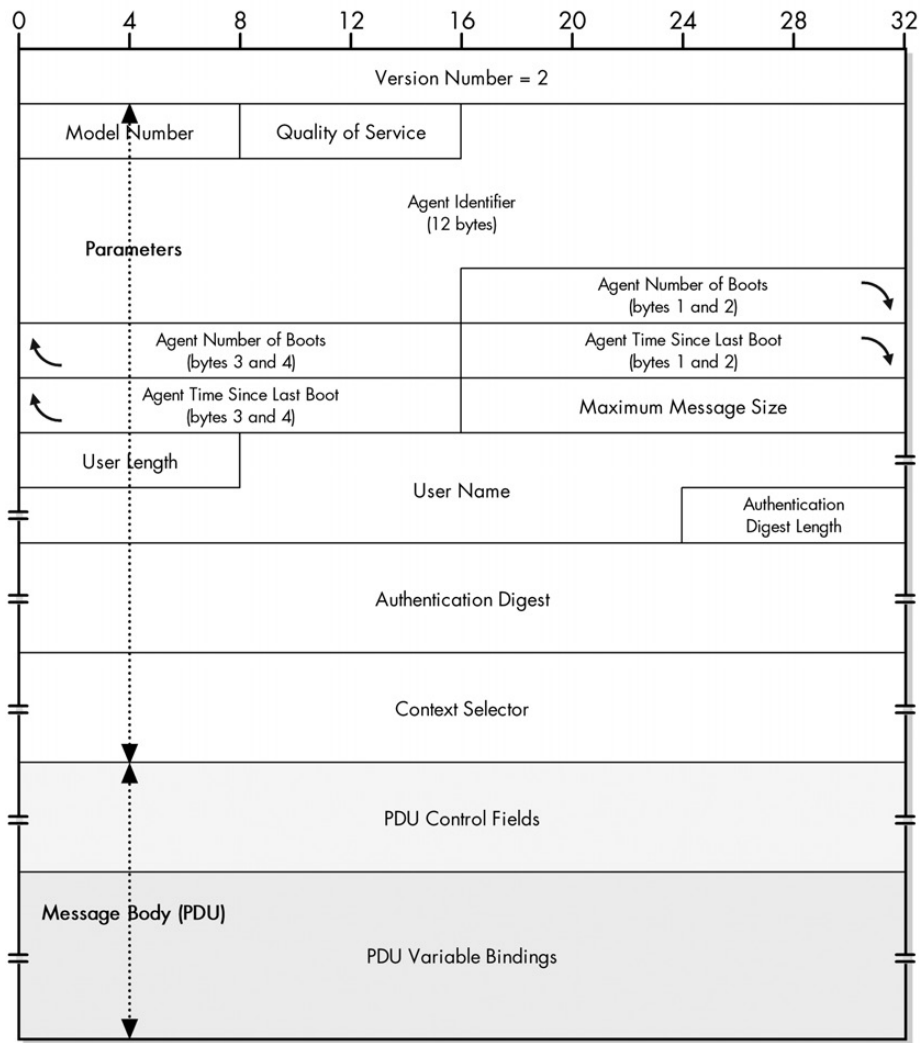 0 4 8 12 16 20 24 28 32
Version Number = 2
Model Number
Quality of Service
Agent Identifier
(12 bytes)
Parameters
Agent Number of Boots
(bytes 1 and 2)
Agent Number of Boots
(bytes 3 and 4)
Agent Time Since Last Boot
(bytes 1 and 2)
Agent Time Since Last Boot
(bytes 3 and 4)
Maximum Message Size
User Length
User Name
Authentication
Digest Length
Authentication Digest
Context Selector
PDU Control Fields
Message Body (PDU)
PDU Variable Bindings